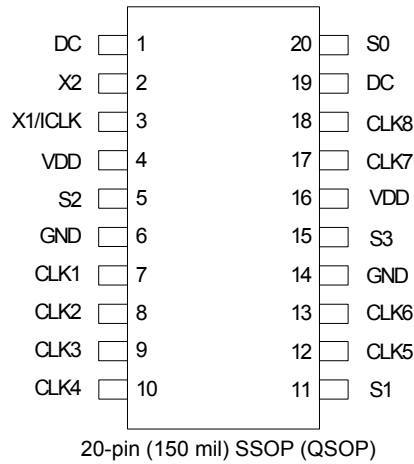 DC 1 20 S0
X2 2 19 DC
X1/ICLK 3 18 CLK8
VDD 4 17 CLK7
S2 5 16 VDD
GND 6 15 S3
CLK1 7 14 GND
CLK2 8 13 CLK6
CLK3 9 12 CLK5
CLK4 10 11 S1
20-pin (150 mil) SSOP (QSOP)